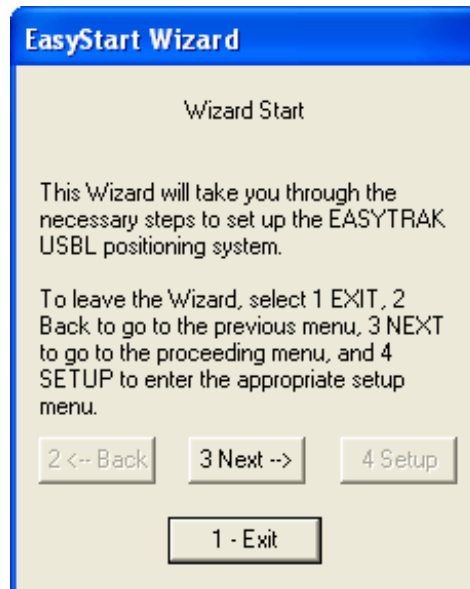 EasyStart Wizard
Wizard Start
This Wizard will take you through the
necessary steps to set up the EASYTRAK
USBL positioning system.
To leave the Wizard, select 1 EXIT, 2
Back to go to the previous menu, 3 NEXT
to go to the proceeding menu, and 4
SETUP to enter the appropriate setup
menu.
2 <-- Back 3 Next --> 4 Setup
1 - Exit